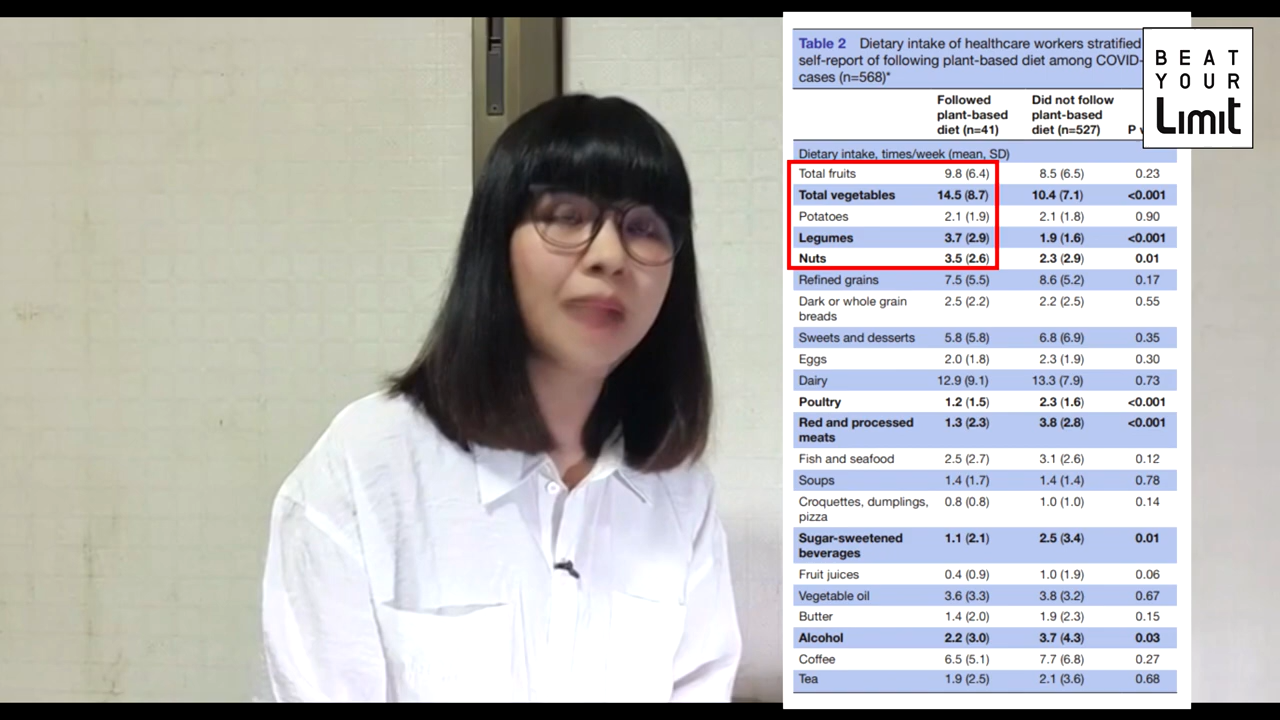 BEAT
YOUR
Limit
Table 2 Dietary intake of healthcare workers stratified
self-report of following plant-based diet among COVID-
cases (n=568)*
Followed plant-based diet (n=41) Did not follow plant-based diet (n=527) P
Dietary intake, times/week (mean, SD)
Total fruits 9.8 (6.4) 8.5 (6.5) 0.23
Total vegetables 14.5 (8.7) 10.4 (7.1) <0.001
Potatoes 2.1 (1.9) 2.1 (1.8) 0.90
Legumes 3.7 (2.9) 1.9 (1.6) <0.001
Nuts 3.5 (2.6) 2.3 (2.9) 0.01
Refined grains 7.5 (5.5) 8.6 (5.2) 0.17
Dark or whole grain breads 2.5 (2.2) 2.2 (2.5) 0.55
Sweets and desserts 5.8 (5.8) 6.8 (6.9) 0.35
Eggs 2.0 (1.8) 2.3 (1.9) 0.30
Dairy 12.9 (9.1) 13.3 (7.9) 0.73
Poultry 1.2 (1.5) 2.3 (1.6) <0.001
Red and processed meats 1.3 (2.3) 3.8 (2.8) <0.001
Fish and seafood 2.5 (2.7) 3.1 (2.6) 0.12
Soups 1.4 (1.7) 1.4 (1.4) 0.78
Croquettes, dumplings, pizza 0.8 (0.8) 1.0 (1.0) 0.14
Sugar-sweetened beverages 1.1 (2.1) 2.5 (3.4) 0.01
Fruit juices 0.4 (0.9) 1.0 (1.9) 0.06
Vegetable oil 3.6 (3.3) 3.8 (3.2) 0.67
Butter 1.4 (2.0) 1.9 (2.3) 0.15
Alcohol 2.2 (3.0) 3.7 (4.3) 0.03
Coffee 6.5 (5.1) 7.7 (6.8) 0.27
Tea 1.9 (2.5) 2.1 (3.6) 0.68